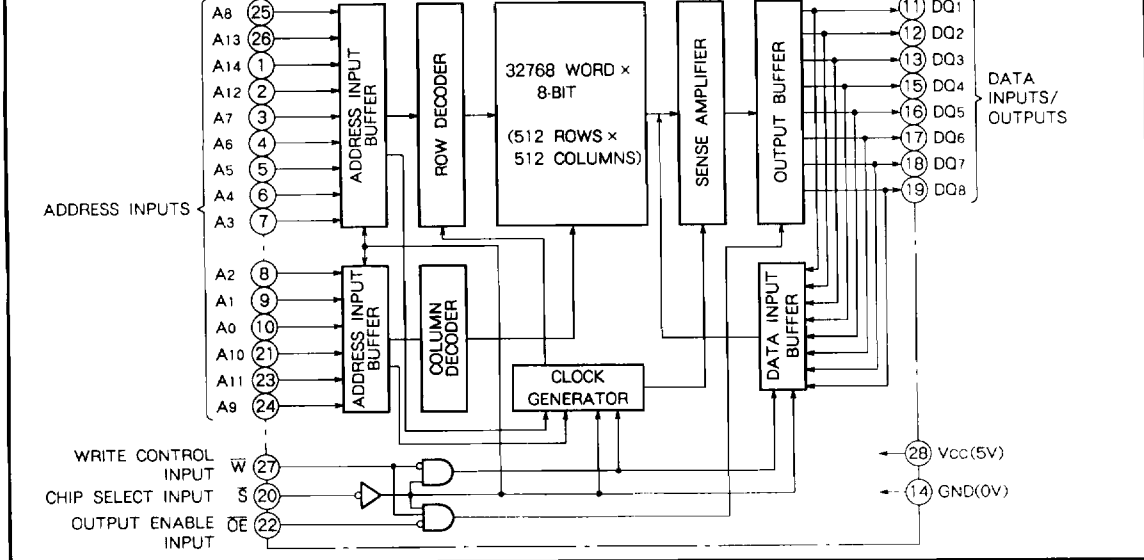 A8 25
A13 26
A14 1
A12 2
A7 3
A6 4
A5 5
A4 6
A3 7
ADDRESS INPUTS
A2 8
A1 9
A0 10
A10 21
A11 23
A9 24
ADDRESS INPUT
BUFFER
ROW DECODER
32768 WORD ×
8-BIT
(512 ROWS ×
512 COLUMNS)
SENSE AMPLIFIER
OUTPUT BUFFER
11 DQ1
12 DQ2
13 DQ3
15 DQ4
16 DQ5
17 DQ6
18 DQ7
19 DQ8
DATA
INPUTS/
OUTPUTS
ADDRESS INPUT
BUFFER
COLUMN
DECODER
CLOCK
GENERATOR
DATA INPUT
BUFFER
WRITE CONTROL
INPUT
W̅ 27
CHIP SELECT INPUT S̅ 20
OUTPUT ENABLE
INPUT
O̅E̅ 22
28 VCC(5V)
14 GND(0V)